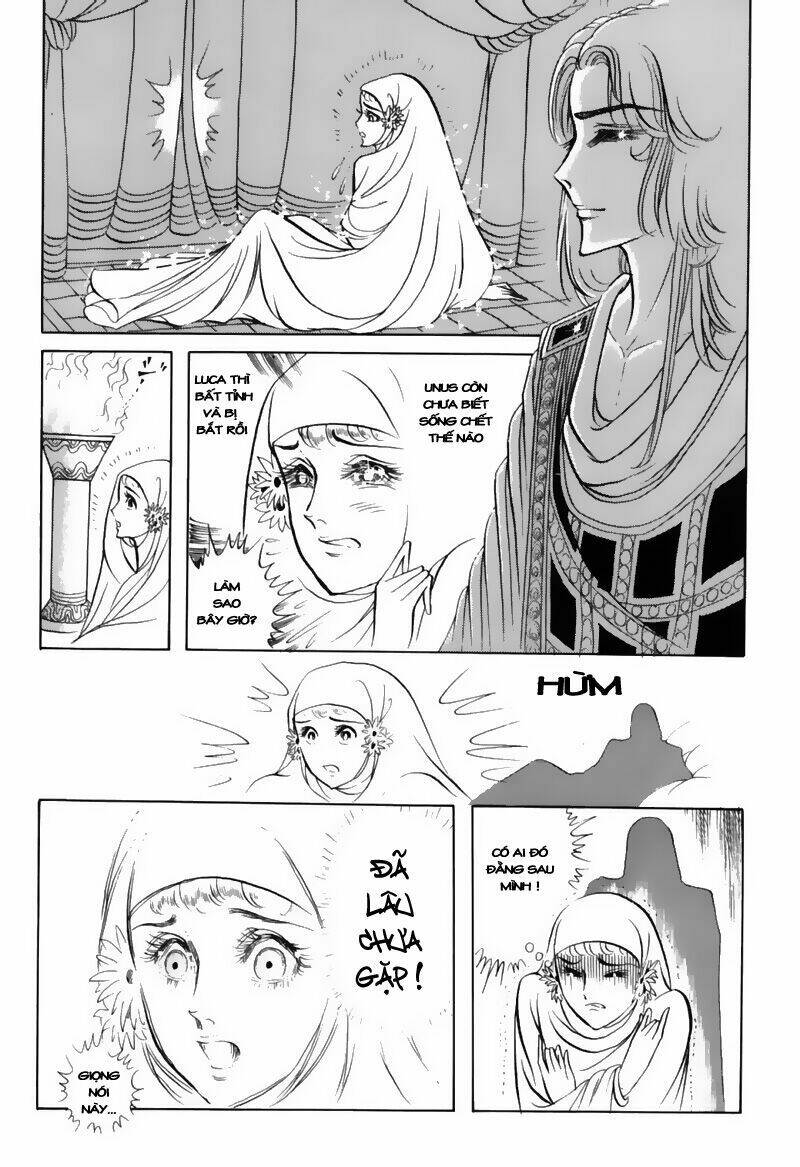 UNUS CÒN
CHƯA BIẾT
SỐNG CHẾT
THẾ NÀO
LUCA THÌ
BẤT TỈNH
VÀ BỊ
BẮT RỒI
LÀM
SAO
BÂY GIỜ?
HỪM
CÓ AI ĐÓ
ĐẰNG SAU
MÌNH !
ĐÃ
LÂU
CHƯA
GẶP !
GIỌNG
NÓI
NÀY...